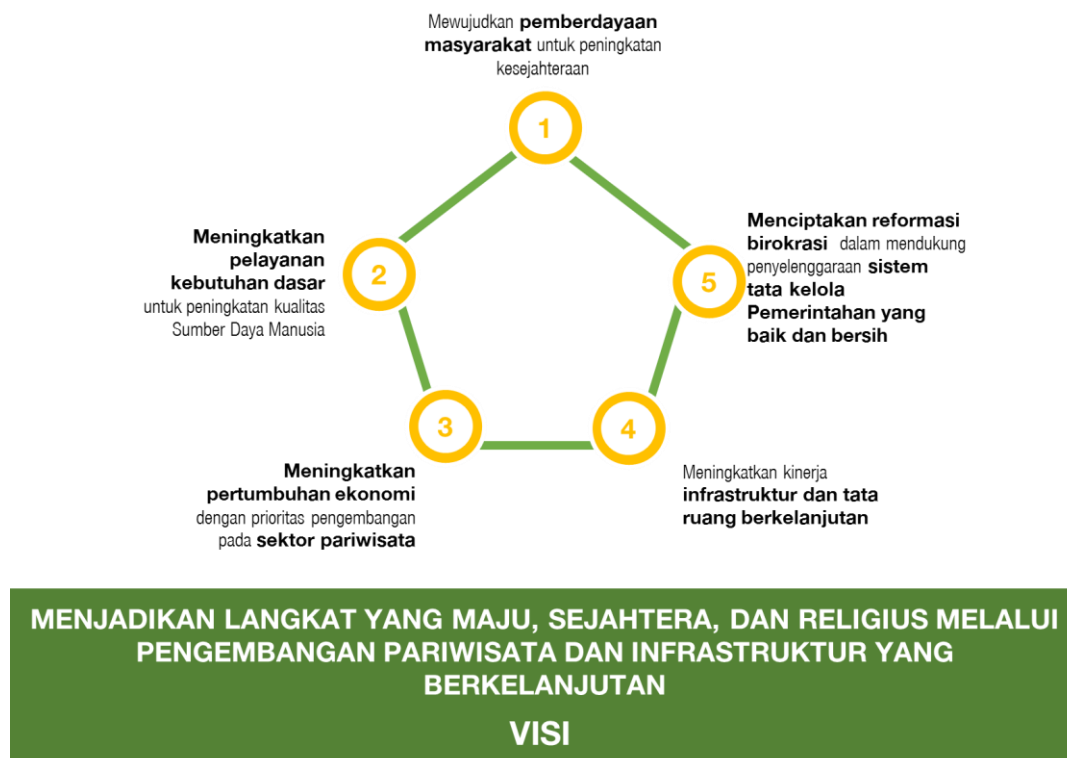 Mewujudkan pemberdayaan
masyarakat untuk peningkatan
kesejahteraan
1
Meningkatkan
pelayanan
kebutuhan dasar
untuk peningkatan kualitas
Sumber Daya Manusia
2
Meningkatkan
pertumbuhan ekonomi
dengan prioritas pengembangan
pada sektor pariwisata
3
4
Meningkatkan kinerja
infrastruktur dan tata
ruang berkelanjutan
5
Menciptakan reformasi
birokrasi dalam mendukung
penyelenggaraan sistem
tata kelola
Pemerintahan yang
baik dan bersih
MENJADIKAN LANGKAT YANG MAJU, SEJAHTERA, DAN RELIGIUS MELALUI
PENGEMBANGAN PARIWISATA DAN INFRASTRUKTUR YANG
BERKELANJUTAN
VISI